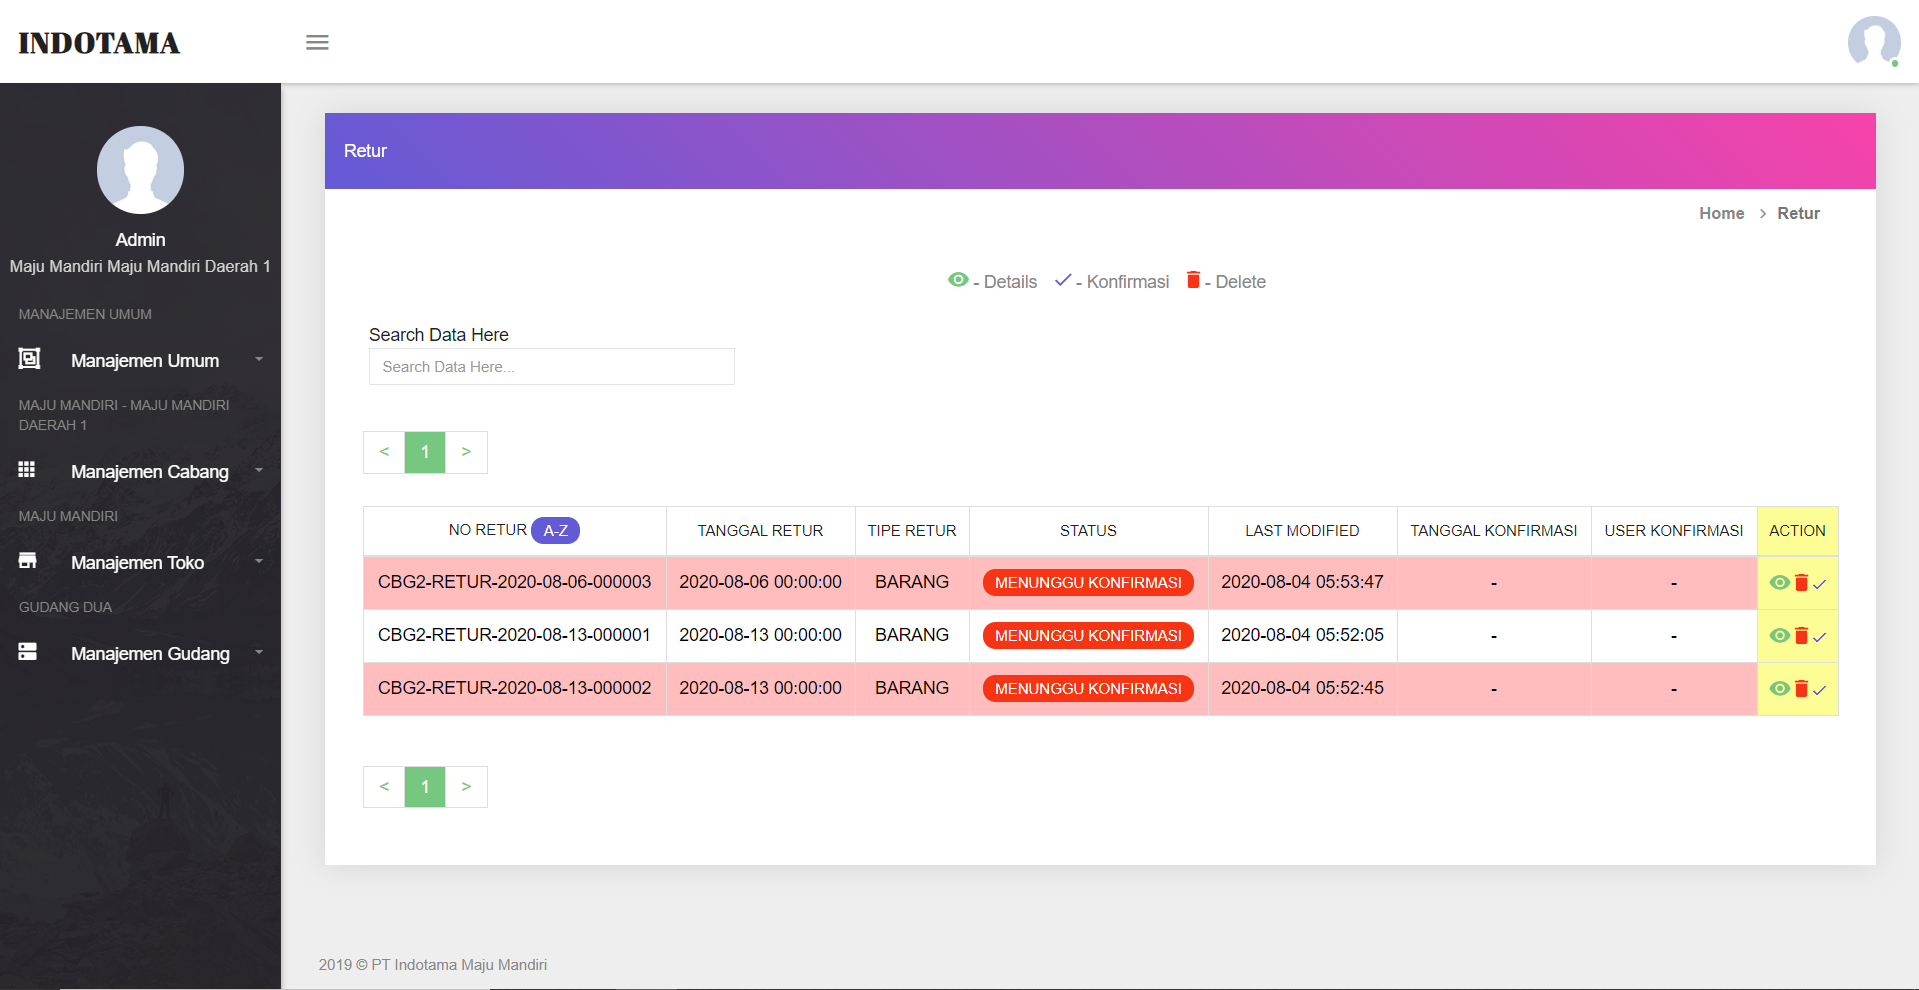 INDOTAMA
Admin
Maju Mandiri Maju Mandiri Daerah 1
MANAJEMEN UMUM
Manajemen Umum
MAJU MANDIRI - MAJU MANDIRI
DAERAH 1
Manajemen Cabang
MAJU MANDIRI
Manajemen Toko
GUDANG DUA
Manajemen Gudang
Retur
Home > Retur
- Details - Konfirmasi - Delete
Search Data Here
Search Data Here...
< 1 >
NO RETUR A-Z TANGGAL RETUR TIPE RETUR STATUS LAST MODIFIED TANGGAL KONFIRMASI USER KONFIRMASI ACTION
CBG2-RETUR-2020-08-06-000003 2020-08-06 00:00:00 BARANG MENUNGGU KONFIRMASI 2020-08-04 05:53:47 - -
CBG2-RETUR-2020-08-13-000001 2020-08-13 00:00:00 BARANG MENUNGGU KONFIRMASI 2020-08-04 05:52:05 - -
CBG2-RETUR-2020-08-13-000002 2020-08-13 00:00:00 BARANG MENUNGGU KONFIRMASI 2020-08-04 05:52:45 - -
< 1 >
2019 © PT Indotama Maju Mandiri